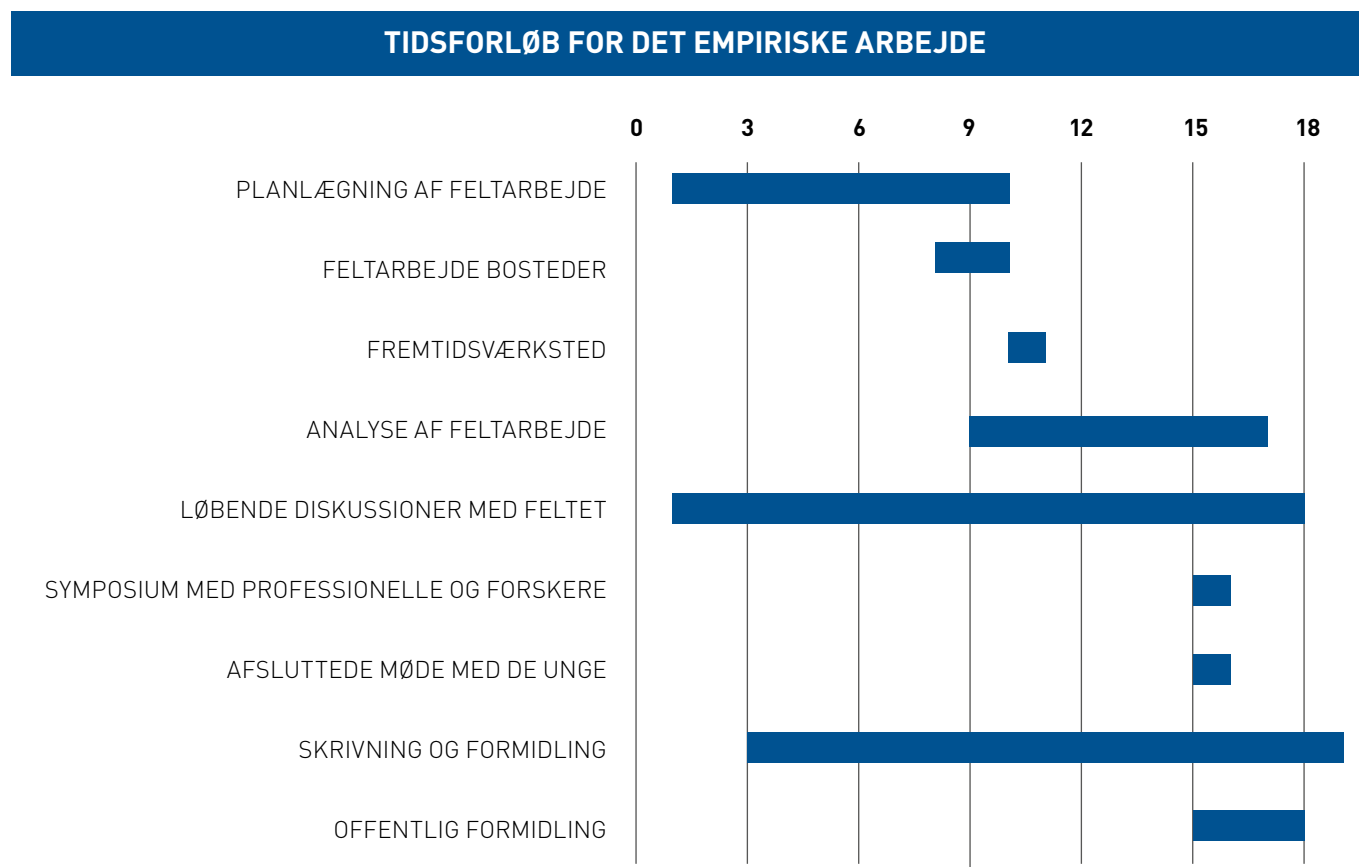 TIDSFORLØB FOR DET EMPIRISKE ARBEJDE
0 3 6 9 12 15 18
PLANLÆGNING AF FELTARBEJDE
FELTARBEJDE BOSTEDER
FREMTIDSVÆRKSTED
ANALYSE AF FELTARBEJDE
LØBENDE DISKUSSIONER MED FELTET
SYMPOSIUM MED PROFESSIONELLE OG FORSKERE
AFSLUTTEDE MØDE MED DE UNGE
SKRIVNING OG FORMIDLING
OFFENTLIG FORMIDLING